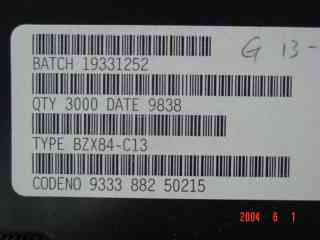 G 13-
BATCH 19331252
QTY 3000 DATE 9838
TYPE BZX84-C13
CODENO 9333 882 50215
2004 6 1